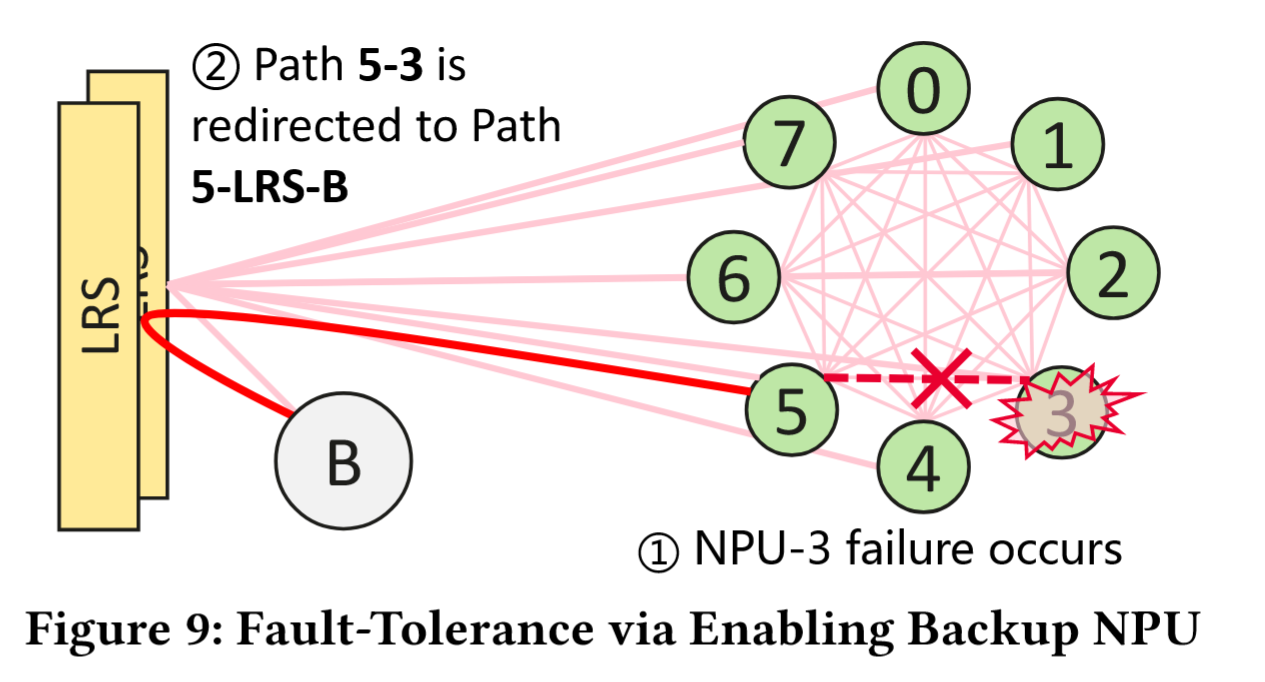 ② Path 5-3 is
redirected to Path
5-LRS-B
LRS
LRS
B
0
1
2
3
4
5
6
7
① NPU-3 failure occurs
Figure 9: Fault-Tolerance via Enabling Backup NPU